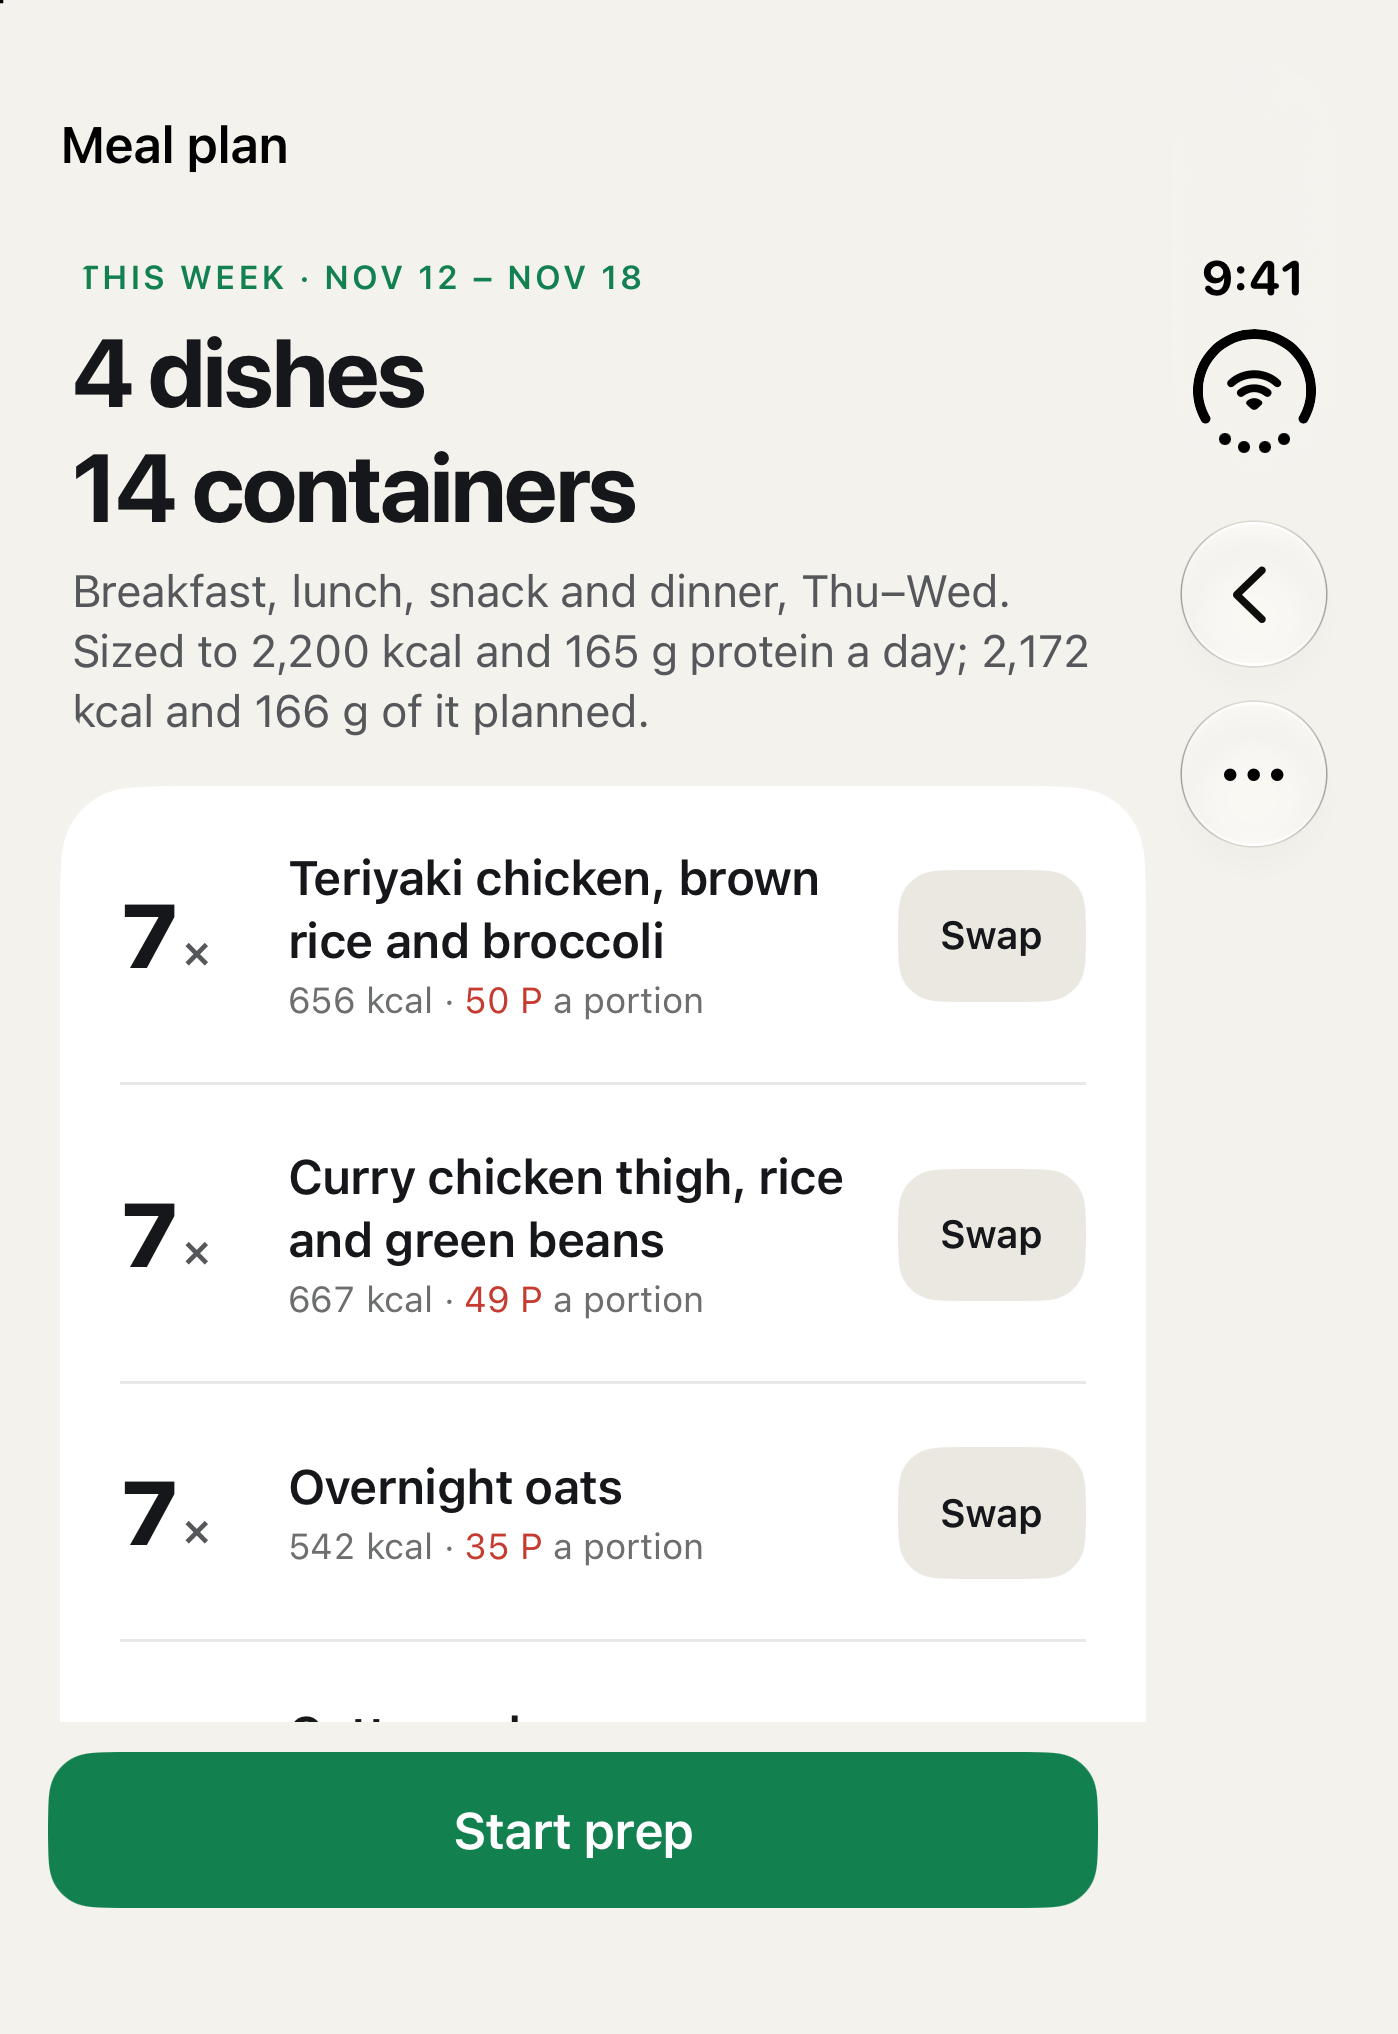 Meal plan
9:41
THIS WEEK · NOV 12 – NOV 18
4 dishes
14 containers
Breakfast, lunch, snack and dinner, Thu–Wed.
Sized to 2,200 kcal and 165 g protein a day; 2,172
kcal and 166 g of it planned.
7×
Teriyaki chicken, brown
rice and broccoli
656 kcal · 50 P a portion
Swap
7×
Curry chicken thigh, rice
and green beans
667 kcal · 49 P a portion
Swap
7×
Overnight oats
542 kcal · 35 P a portion
Swap
Start prep